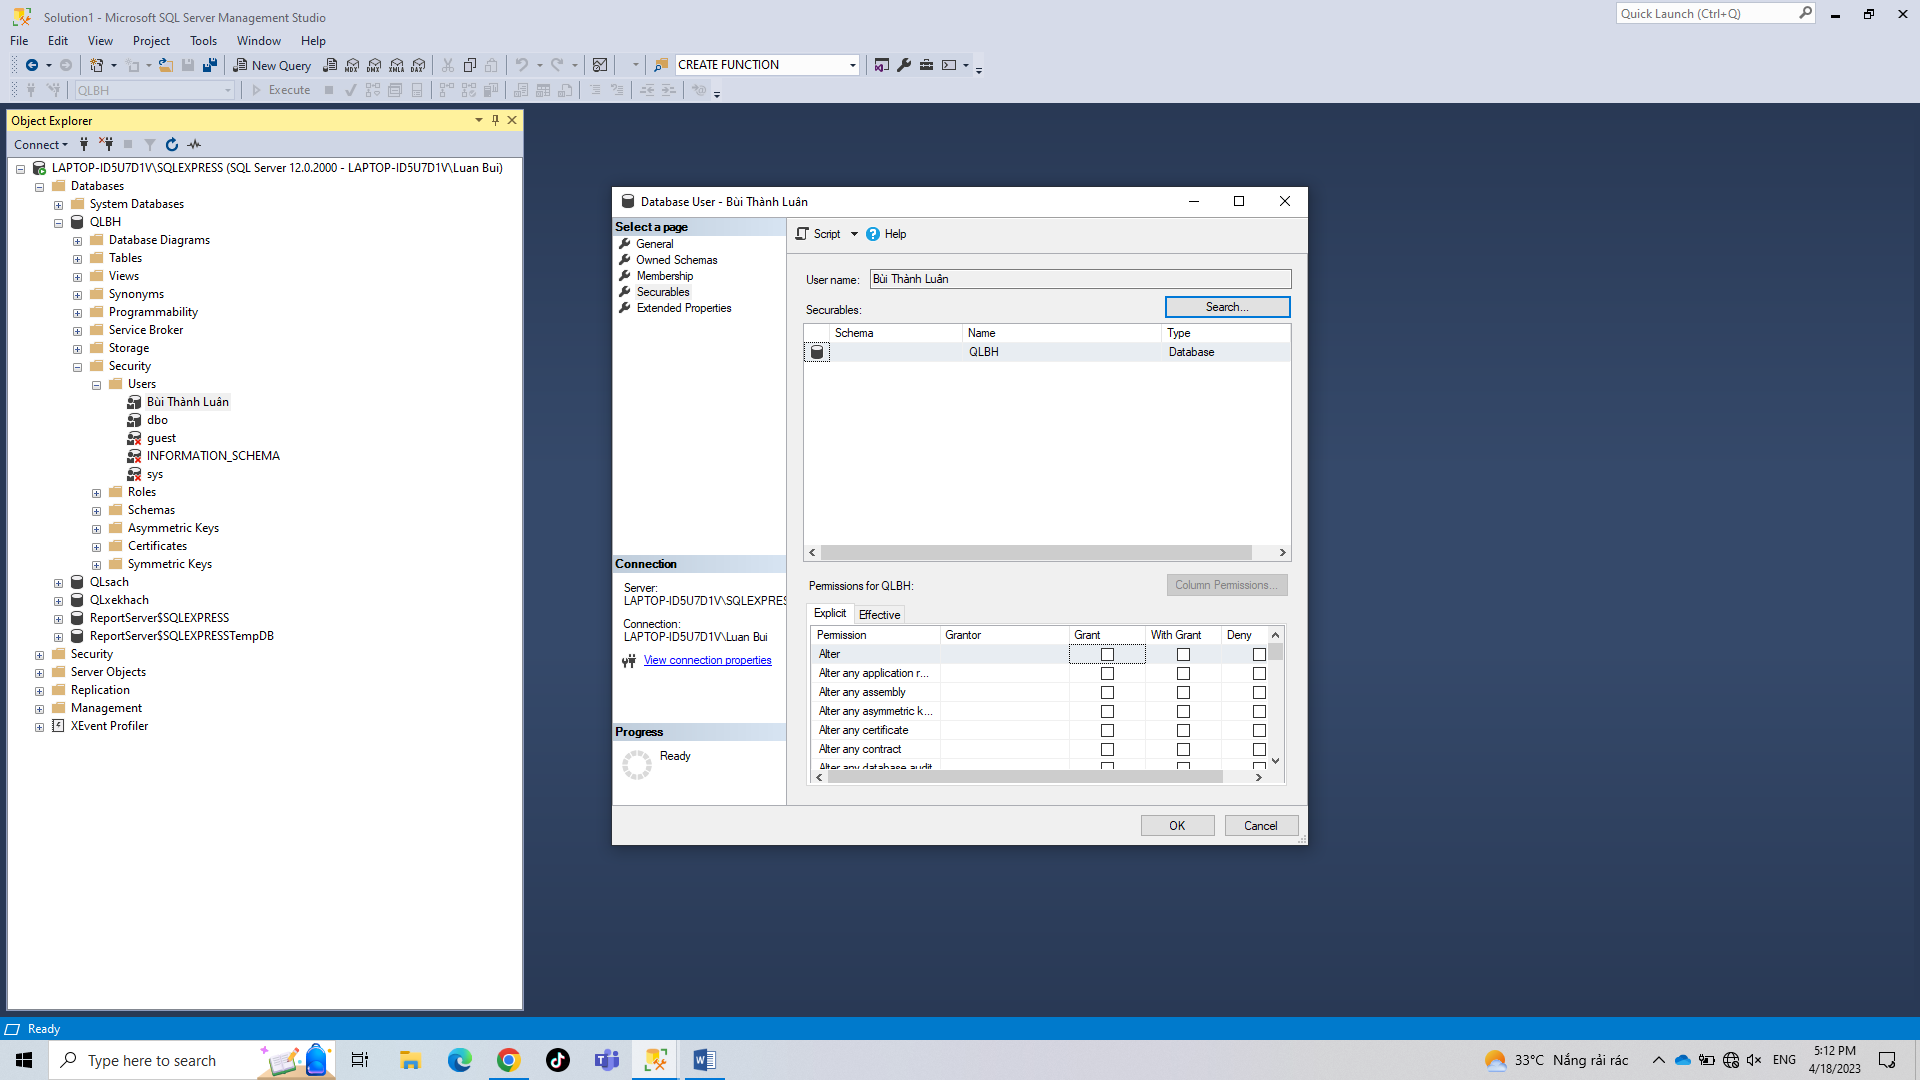 Solution1 - Microsoft SQL Server Management Studio
Quick Launch (Ctrl+Q)
File Edit View Project Tools Window Help
New Query
MDX DMX XMLA DAX
CREATE FUNCTION
QLBH
Execute
Object Explorer
Connect
LAPTOP-ID5U7D1V\SQLEXPRESS (SQL Server 12.0.2000 - LAPTOP-ID5U7D1V\Luan Bui)
Databases
System Databases
QLBH
Database Diagrams
Tables
Views
Synonyms
Programmability
Service Broker
Storage
Security
Users
Bùi Thành Luân
dbo
guest
INFORMATION_SCHEMA
sys
Roles
Schemas
Asymmetric Keys
Certificates
Symmetric Keys
QLsach
QLxekhach
ReportServer$SQLEXPRESS
ReportServer$SQLEXPRESSTempDB
Security
Server Objects
Replication
Management
XEvent Profiler
Database User - Bùi Thành Luân
Select a page
General
Owned Schemas
Membership
Securables
Extended Properties
Connection
Server:
LAPTOP-ID5U7D1V\SQLEXPRES
Connection:
LAPTOP-ID5U7D1V\Luan Bui
View connection properties
Progress
Ready
Script
Help
User name: Bùi Thành Luân
Securables:
Search...
Schema Name Type
QLBH Database
Permissions for QLBH:
Column Permissions...
Explicit Effective
Permission Grantor Grant With Grant Deny
Alter
Alter any application r...
Alter any assembly
Alter any asymmetric k...
Alter any certificate
Alter any contract
Alter any database audit
OK Cancel
Ready
Type here to search
33°C Nắng rải rác
ENG
5:12 PM
4/18/2023